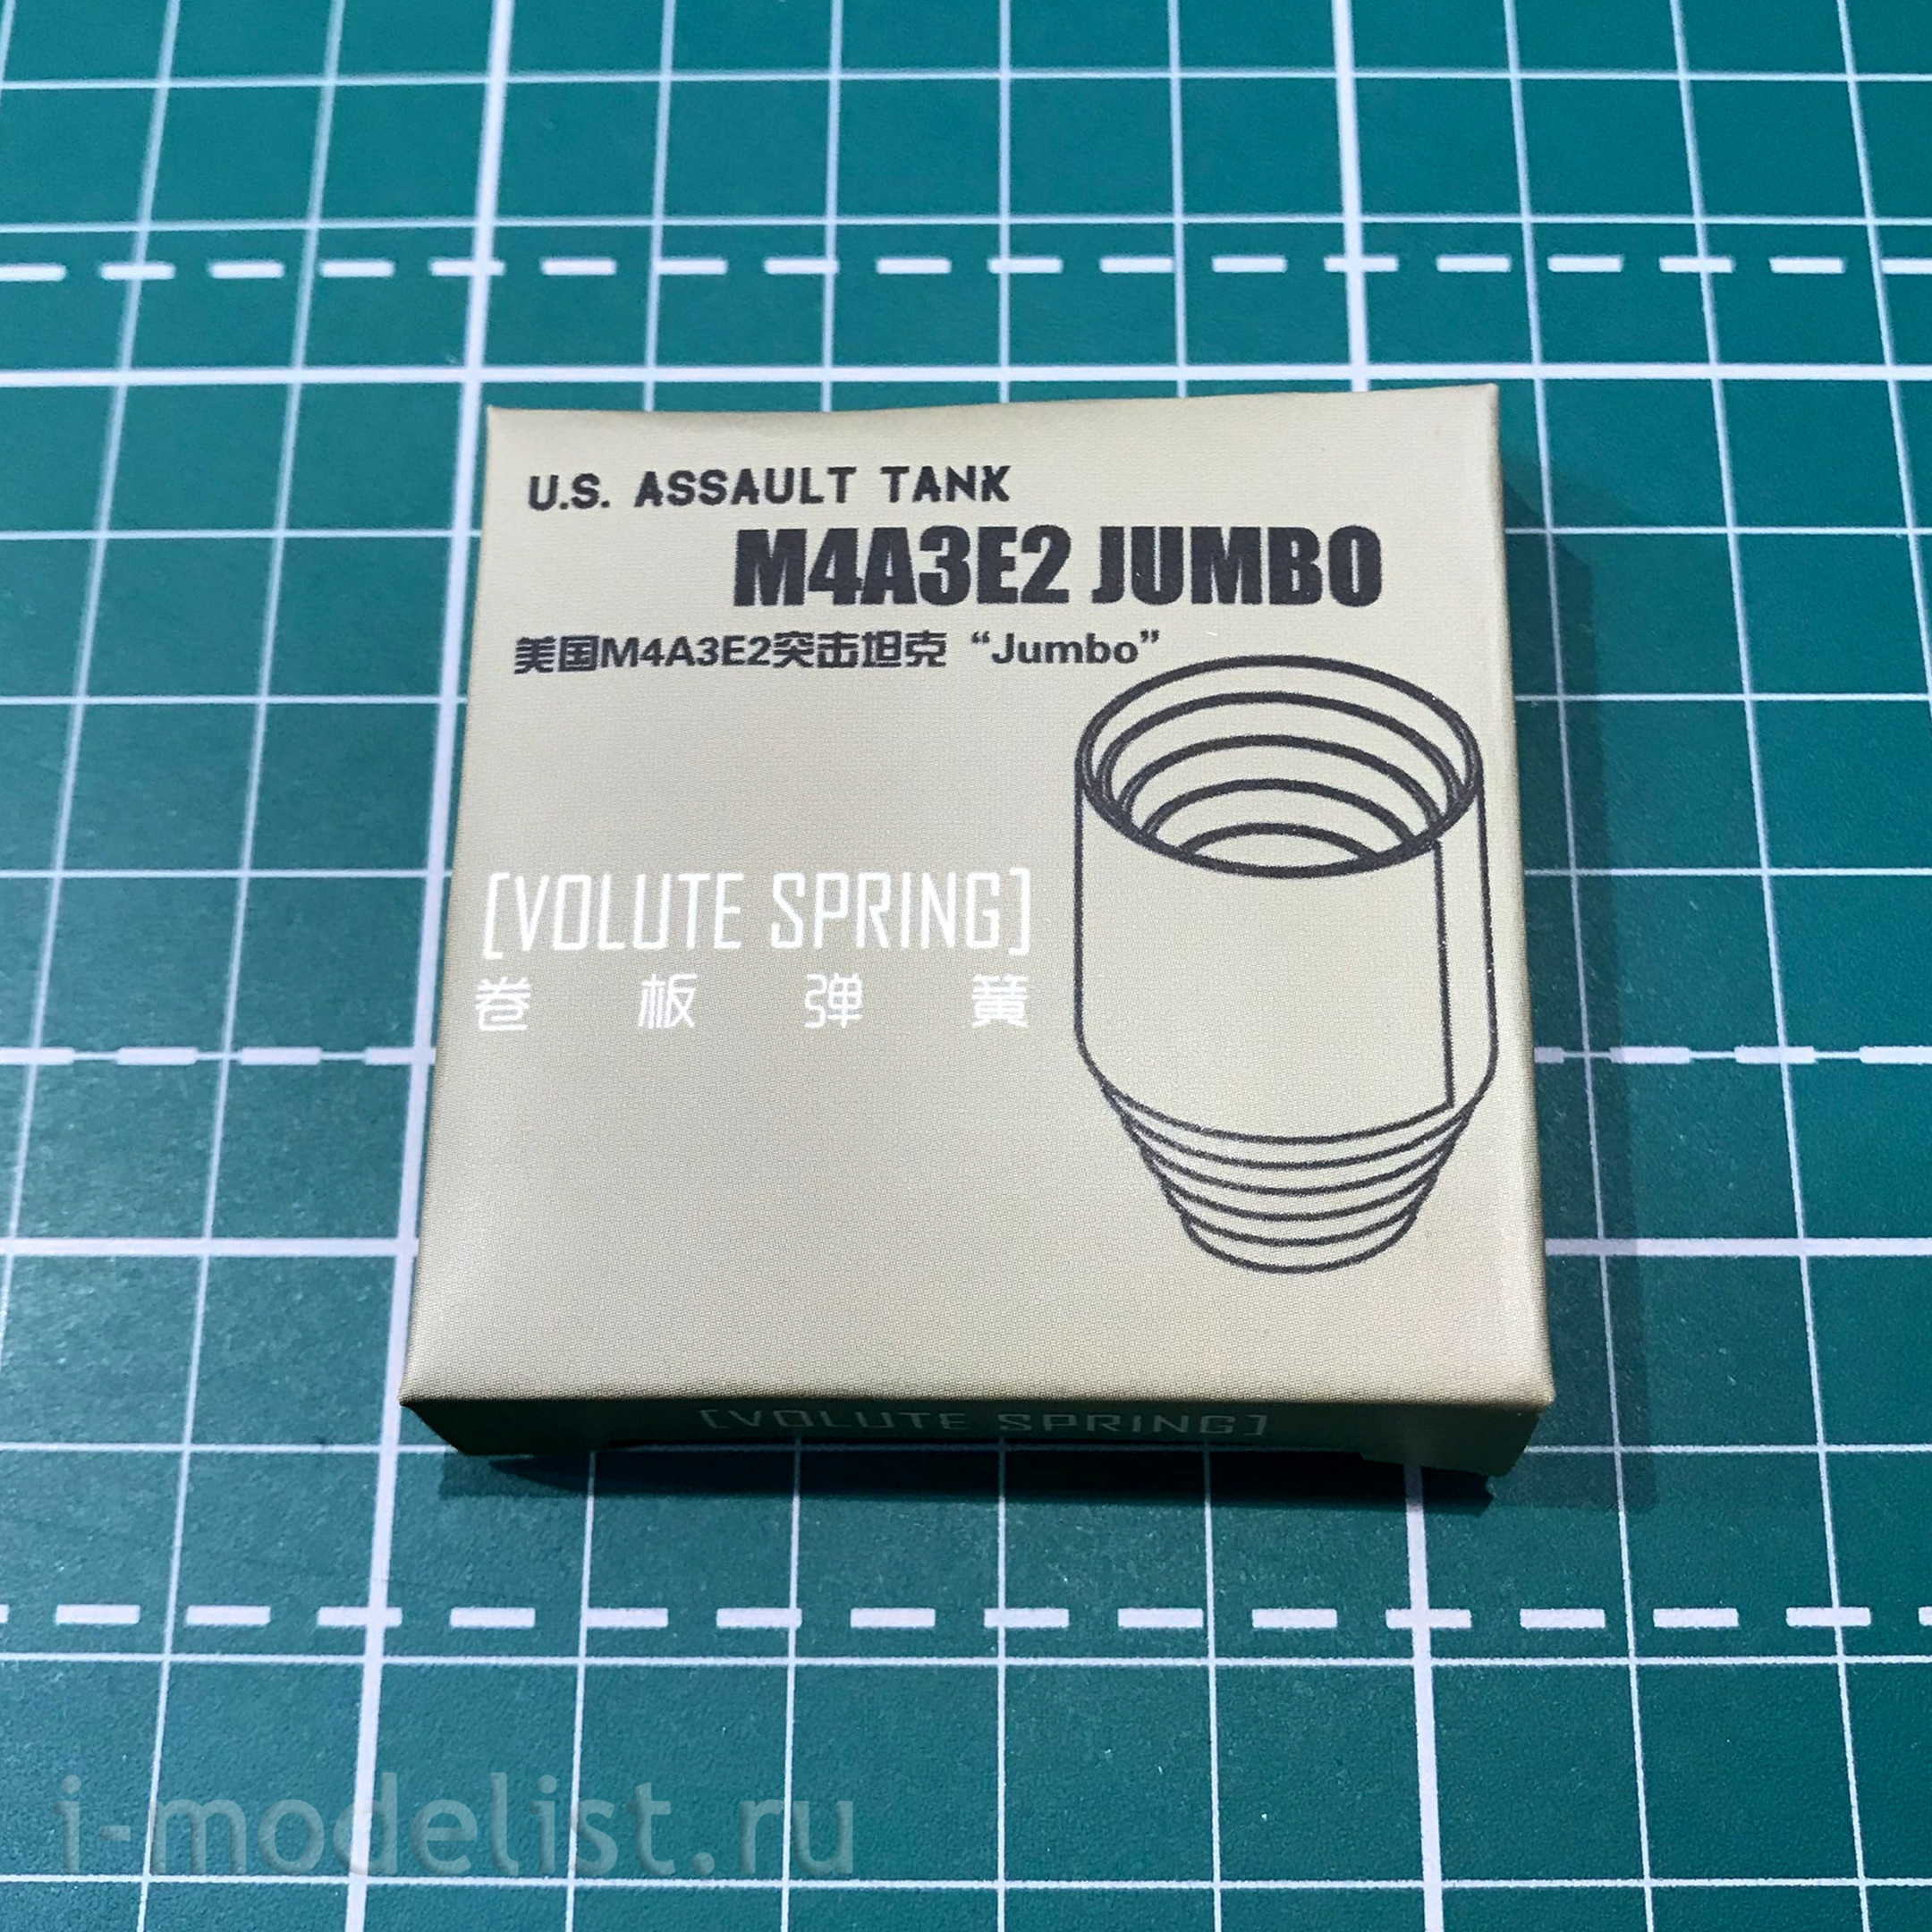 U.S. ASSAULT TANK
M4A3E2 JUMBO
美国M4A3E2突击坦克 “Jumbo”
[VOLUTE SPRING]
卷板弹簧
[VOLUTE SPRING]
i-modelist.ru